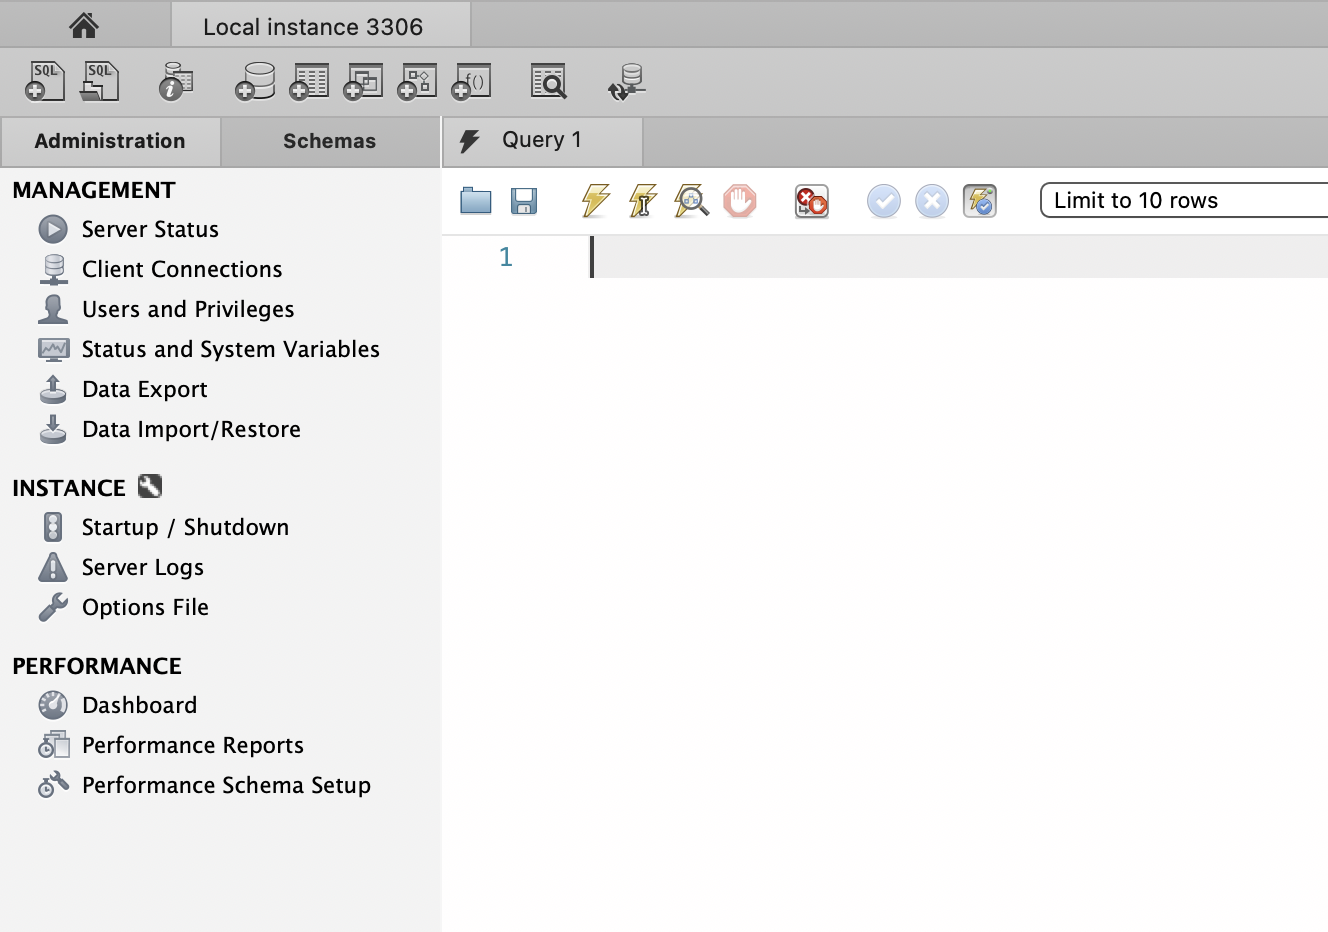 Local instance 3306
SQL SQL
f()
Administration Schemas Query 1
Limit to 10 rows
1
MANAGEMENT
Server Status
Client Connections
Users and Privileges
Status and System Variables
Data Export
Data Import/Restore
INSTANCE
Startup / Shutdown
Server Logs
Options File
PERFORMANCE
Dashboard
Performance Reports
Performance Schema Setup